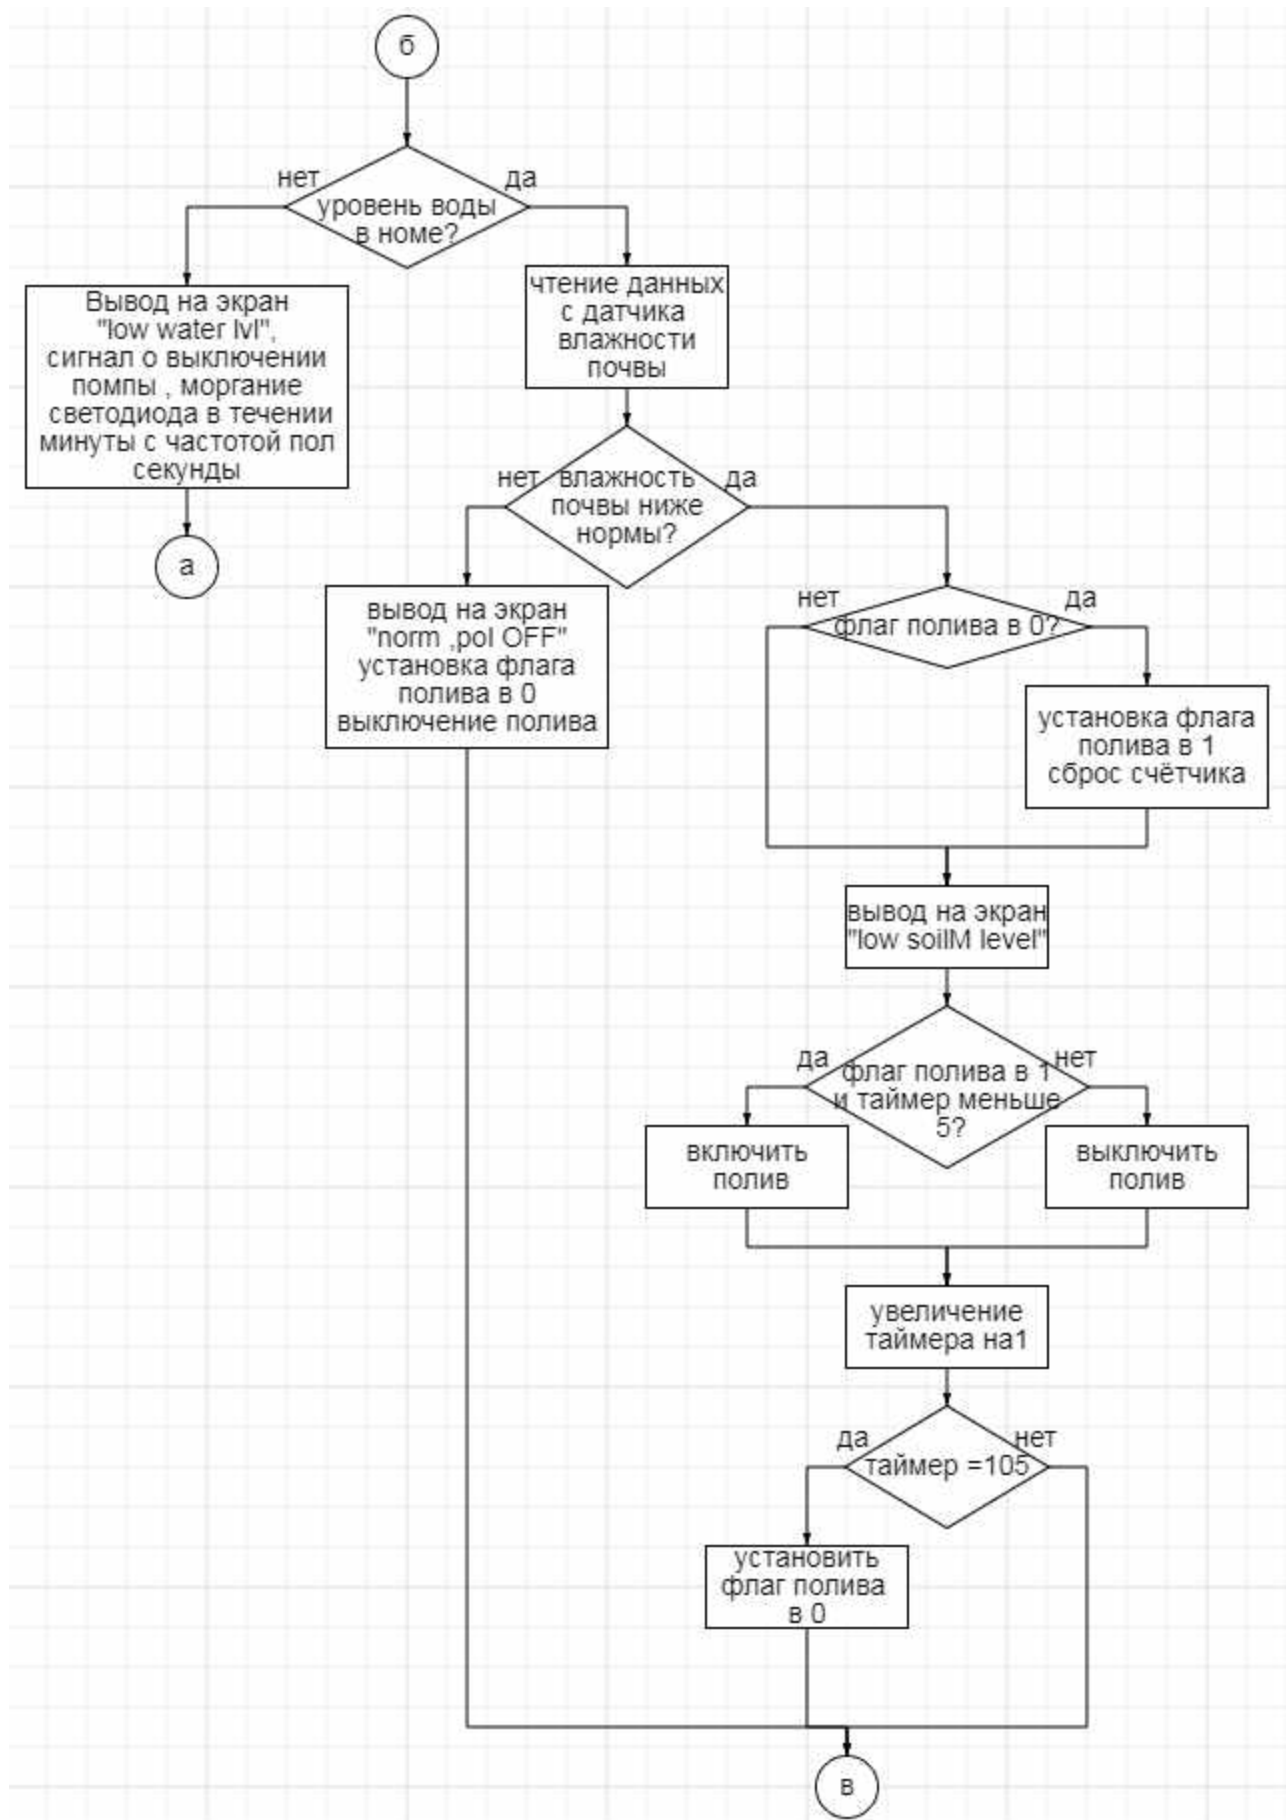 б
нет
да
уровень воды
в номе?
Вывод на экран
"low water lvl",
сигнал о выключении
помпы , моргание
светодиода в течении
минуты с частотой пол
секунды
а
чтение данных
с датчика
влажности
почвы
нет
да
влажность
почвы ниже
нормы?
вывод на экран
"norm ,pol OFF"
установка флага
полива в 0
выключение полива
нет
да
флаг полива в 0?
установка флага
полива в 1
сброс счётчика
вывод на экран
"low soilM level"
да
нет
флаг полива в 1
и таймер меньше
5?
включить
полив
выключить
полив
увеличение
таймера на1
да
нет
таймер =105
установить
флаг полива
в 0
в